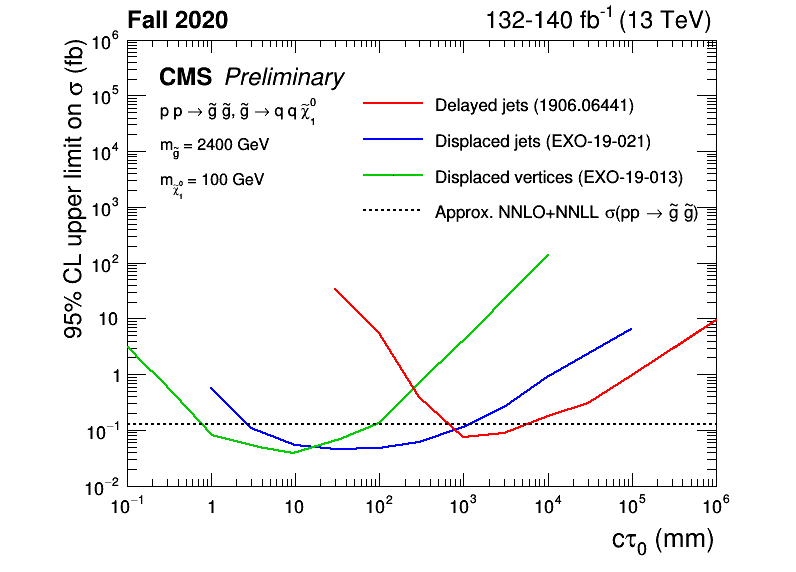 Fall 2020
132-140 fb⁻¹ (13 TeV)
CMS Preliminary
p p → g̃ g̃, g̃ → q q χ̃⁰₁
m_g̃ = 2400 GeV
m_χ̃⁰₁ = 100 GeV
Delayed jets (1906.06441)
Displaced jets (EXO-19-021)
Displaced vertices (EXO-19-013)
Approx. NNLO+NNLL σ(pp → g̃ g̃)
95% CL upper limit on σ (fb)
10⁶
10⁵
10⁴
10³
10²
10
1
10⁻¹
10⁻²
10⁻¹ 1 10 10² 10³ 10⁴ 10⁵ 10⁶
cτ₀ (mm)